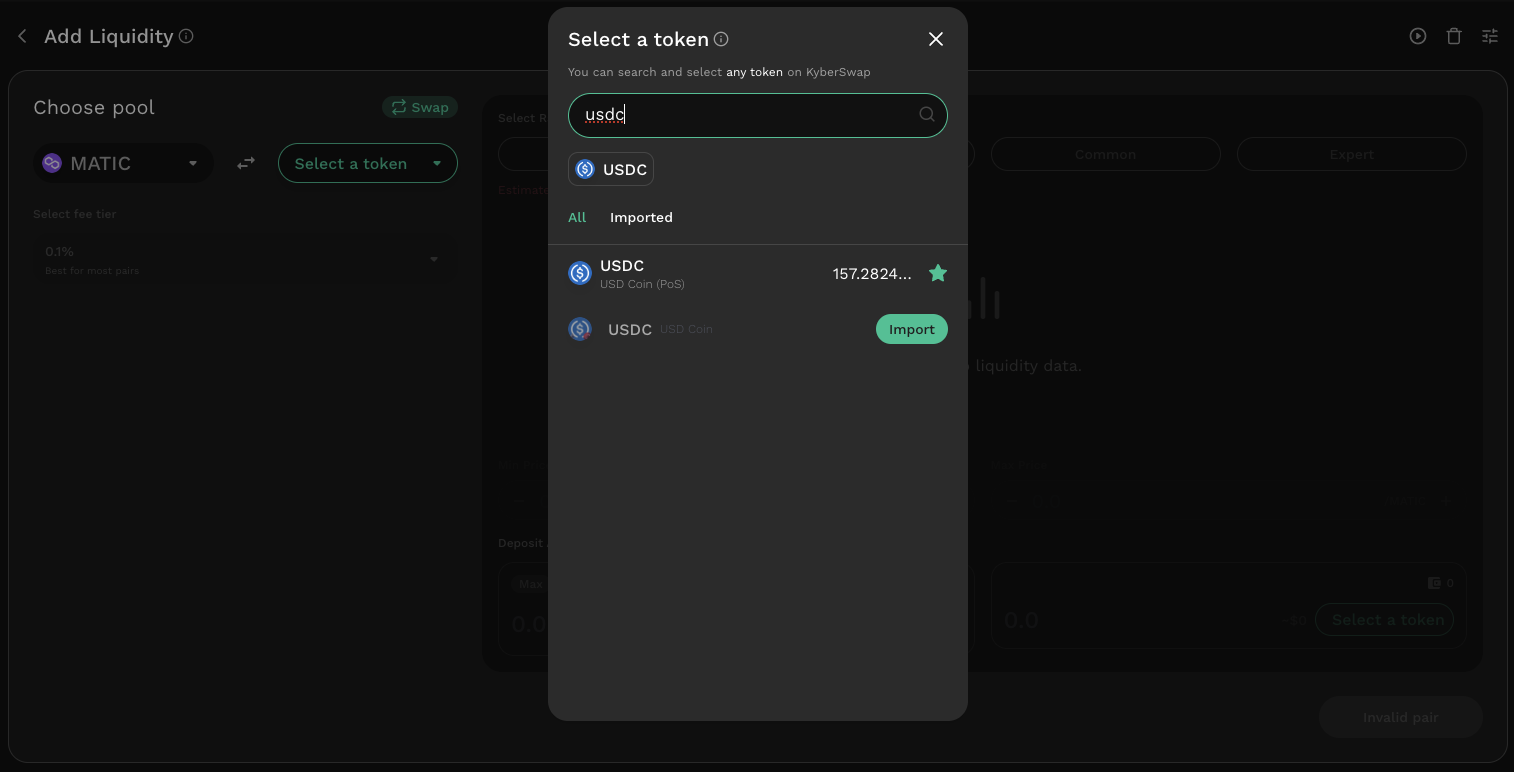 Add Liquidity
Select a token
You can search and select any token on KyberSwap
usdc
USDC
All Imported
USDC
USD Coin (PoS)
157.2824...
USDC USD Coin
Import
Choose pool
Swap
MATIC
Select a token
Select fee tier
0.1%
Best for most pairs
Select
Common
Expert
liquidity data.
Deposit
Max
0.0
0
0.0
~$0
Select a token
Invalid pair